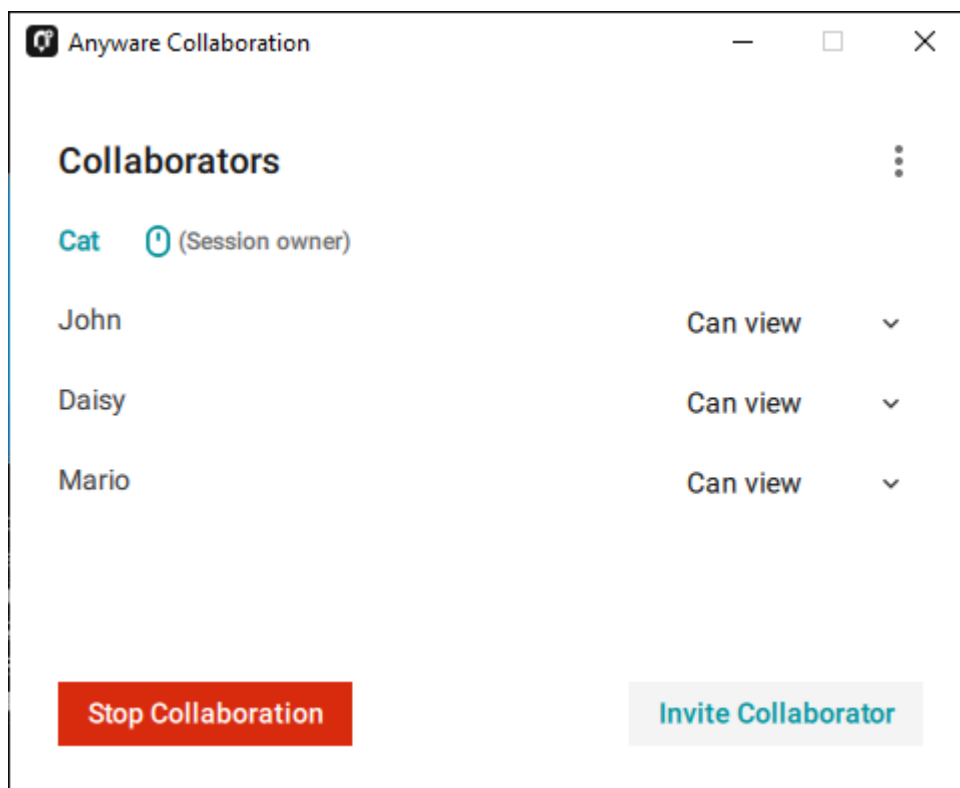 Anyware Collaboration
Collaborators
Cat (Session owner)
John Can view
Daisy Can view
Mario Can view
Stop Collaboration Invite Collaborator